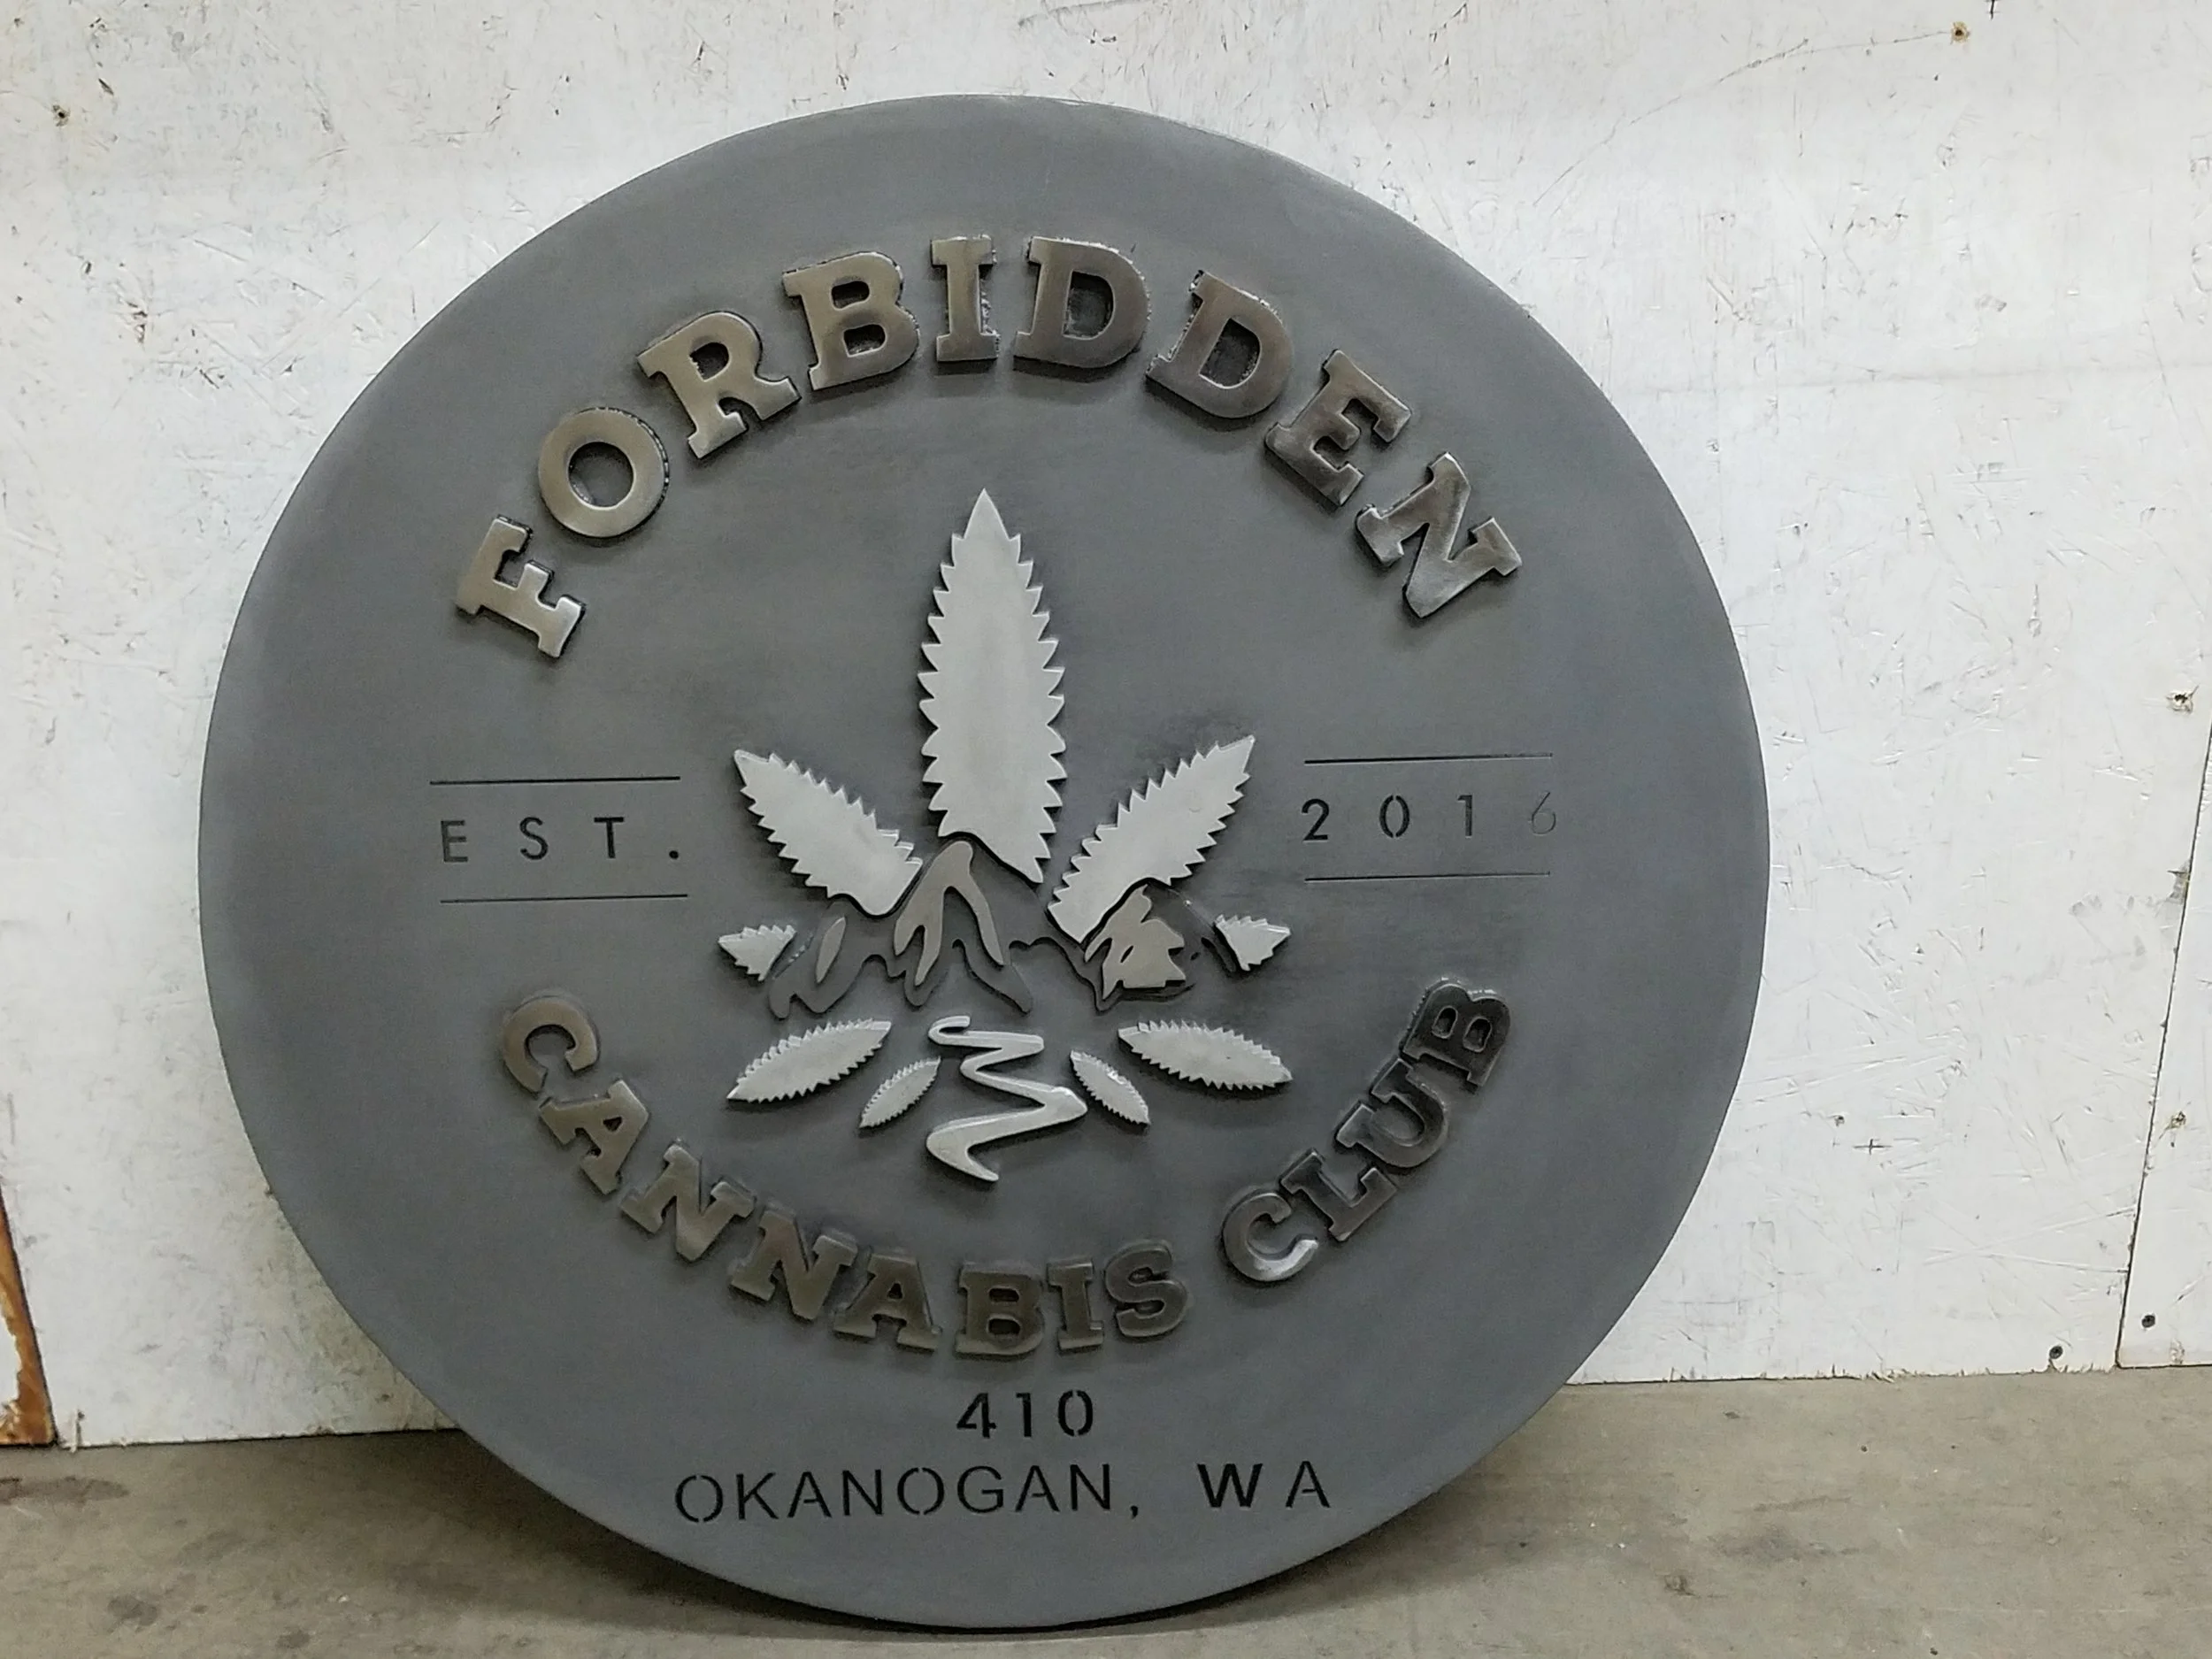 FORBIDDEN
EST. 2016
CANNABIS CLUB
410
OKANOGAN, WA